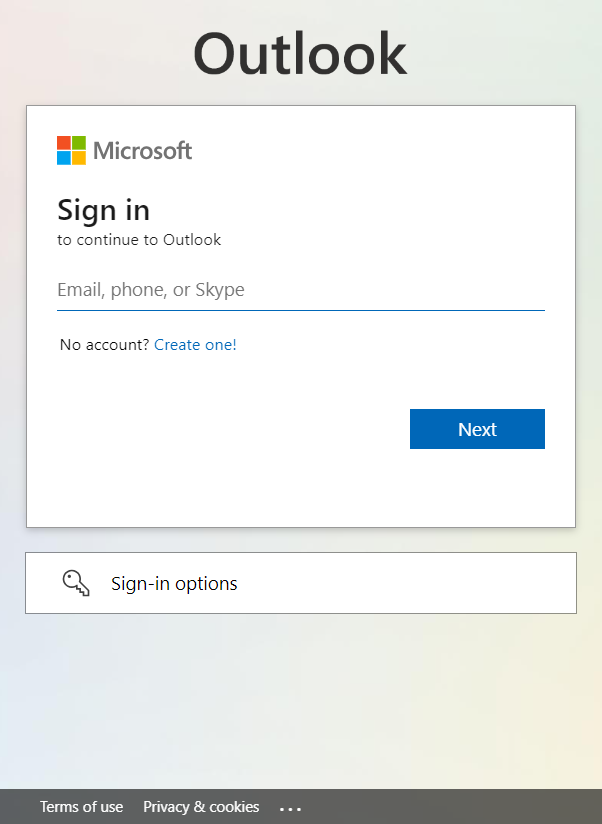 Outlook
Microsoft
Sign in
to continue to Outlook
Email, phone, or Skype
No account? Create one!
Next
Sign-in options
Terms of use Privacy & cookies ...